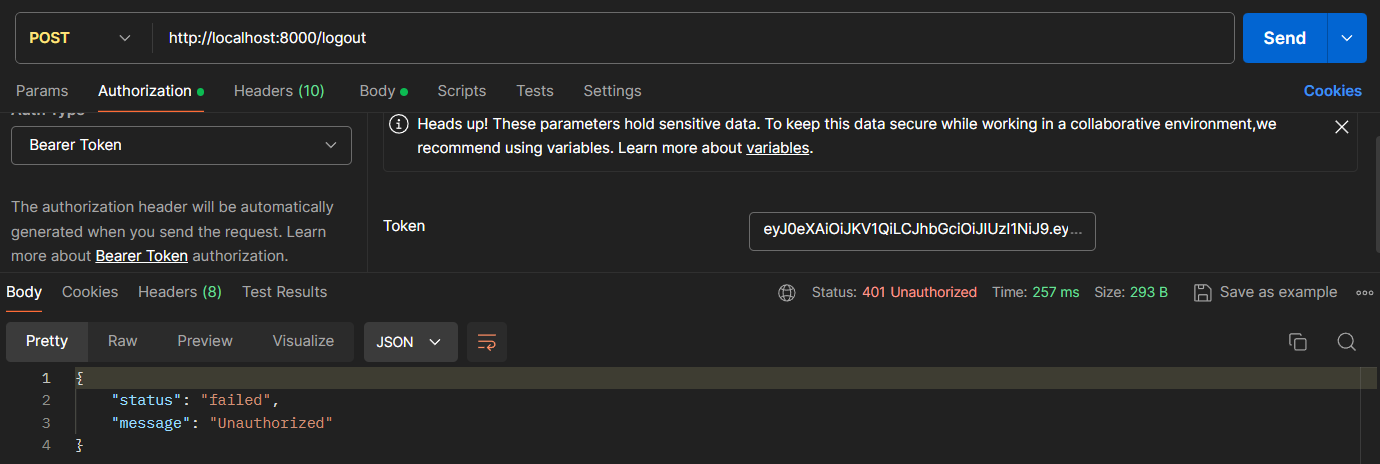 POST http://localhost:8000/logout Send
Params Authorization Headers (10) Body Scripts Tests Settings Cookies
Auth Type
Bearer Token
The authorization header will be automatically
generated when you send the request. Learn
more about Bearer Token authorization.
Heads up! These parameters hold sensitive data. To keep this data secure while working in a collaborative environment,we
recommend using variables. Learn more about variables.
Token eyJ0eXAiOiJKV1QiLCJhbGciOiJIUzI1NiJ9.ey...
Body Cookies Headers (8) Test Results Status: 401 Unauthorized Time: 257 ms Size: 293 B Save as example
Pretty Raw Preview Visualize JSON
1 {
2 "status": "failed",
3 "message": "Unauthorized"
4 }